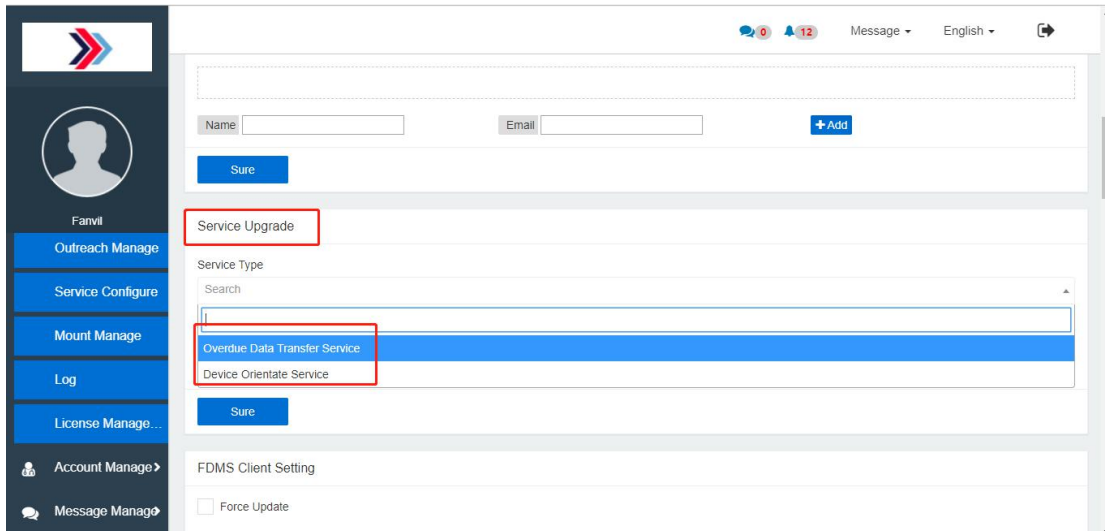 0 12 Message English
Name Email + Add
Sure
Fanvil
Outreach Manage
Service Configure
Mount Manage
Log
License Manage...
Account Manage
Message Manage
Service Upgrade
Service Type
Search
Overdue Data Transfer Service
Device Orientate Service
Sure
FDMS Client Setting
Force Update